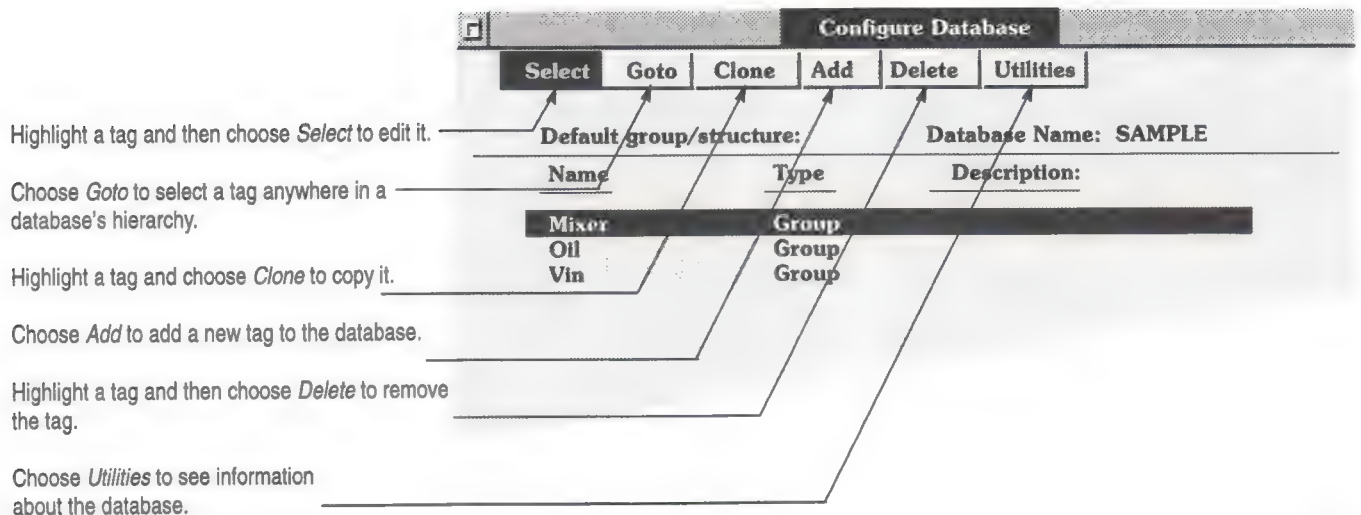 Configure Database
Select Goto Clone Add Delete Utilities
Default group/structure: Database Name: SAMPLE
Name Type Description:
Mixer Group
Oil Group
Vin Group
Highlight a tag and then choose Select to edit it.
Choose Goto to select a tag anywhere in a
database's hierarchy.
Highlight a tag and choose Clone to copy it.
Choose Add to add a new tag to the database.
Highlight a tag and then choose Delete to remove
the tag.
Choose Utilities to see information
about the database.